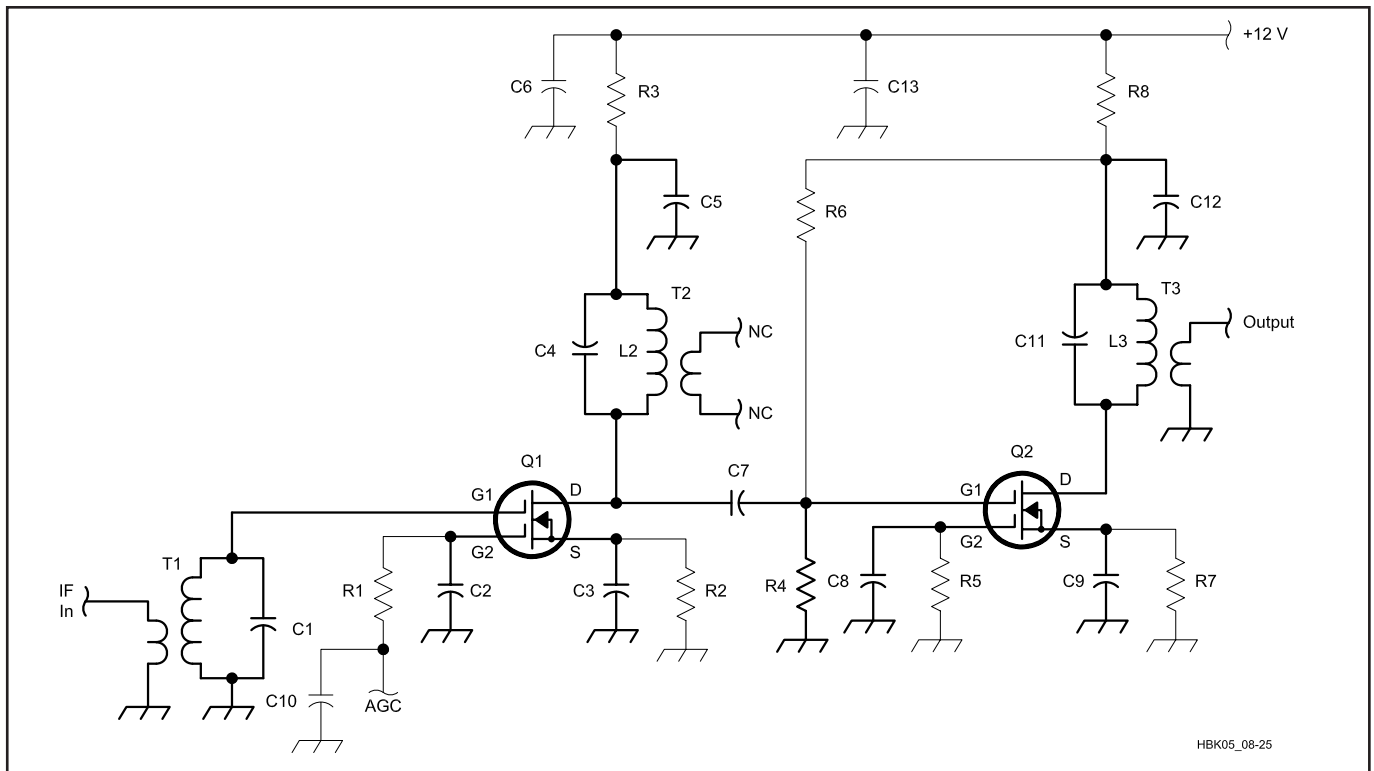 +12 V
C6
R3
C13
R8
C5
R6
C12
T2
T3
NC
Output
C4
L2
C11
L3
NC
Q1
C7
Q2
G1
D
G1
D
G2
S
G2
S
T1
IF
In
C1
R1
C2
C3
R2
R4
C8
R5
C9
R7
C10
AGC
HBK05_08-25